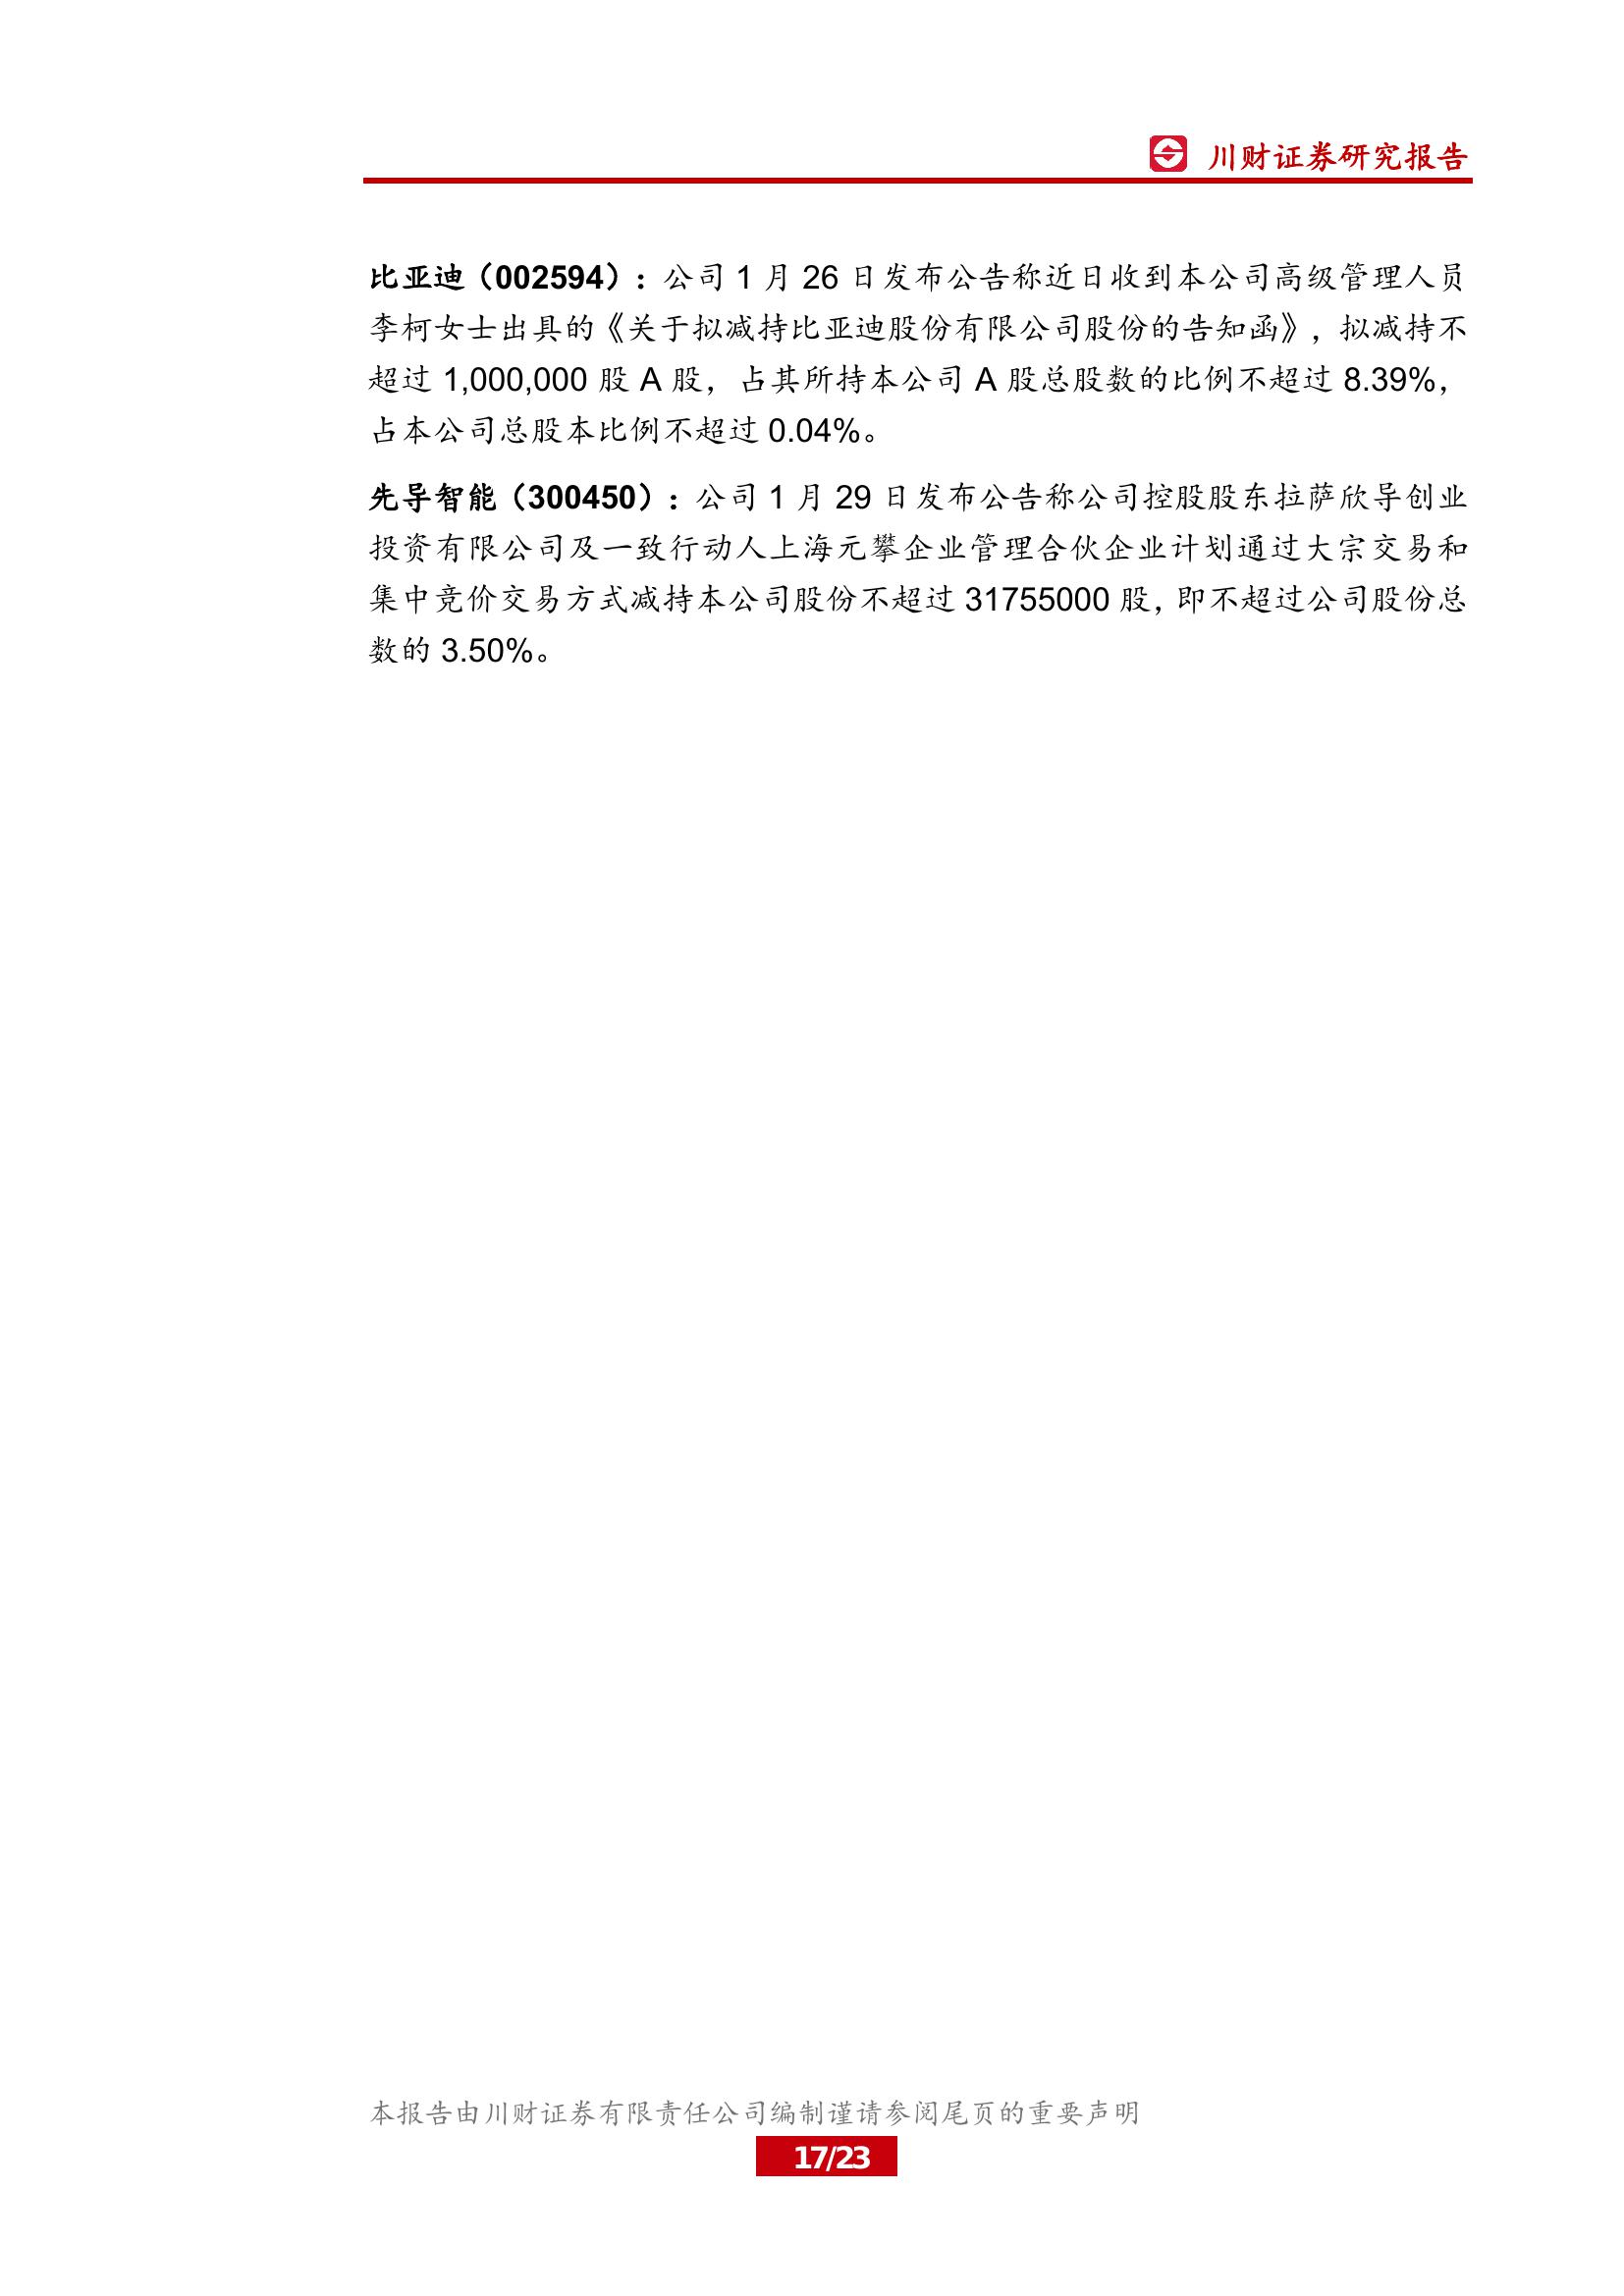 川财证券研究报告
比亚迪（002594）：公司 1 月 26 日发布公告称近日收到本公司高级管理人员
李柯女士出具的《关于拟减持比亚迪股份有限公司股份的告知函》，拟减持不
超过 1,000,000 股 A 股，占其所持本公司 A 股总股数的比例不超过 8.39%，
占本公司总股本比例不超过 0.04%。
先导智能（300450）：公司 1 月 29 日发布公告称公司控股股东拉萨欣导创业
投资有限公司及一致行动人上海元攀企业管理合伙企业计划通过大宗交易和
集中竞价交易方式减持本公司股份不超过 31755000 股，即不超过公司股份总
数的 3.50%。
本报告由川财证券有限责任公司编制谨请参阅尾页的重要声明
17/23